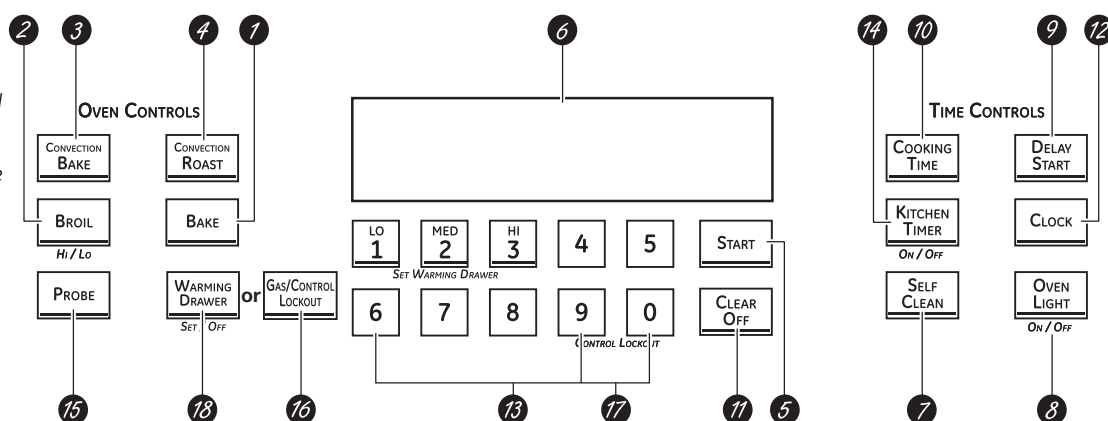 2 3 4 1 6 14 10 9 12
OVEN CONTROLS
TIME CONTROLS
CONVECTION
BAKE
CONVECTION
ROAST
COOKING
TIME
DELAY
START
BROIL
HI / LO
BAKE
LO
1
MED
2
HI
3
4
5
START
SET WARMING DRAWER
KITCHEN
TIMER
ON / OFF
CLOCK
PROBE
WARMING
DRAWER
SET / OFF
or
GAS/CONTROL
LOCKOUT
6
7
8
9
0
CONTROL LOCKOUT
CLEAR
OFF
SELF
CLEAN
OVEN
LIGHT
ON / OFF
15 18 16 13 17 11 5 7 8